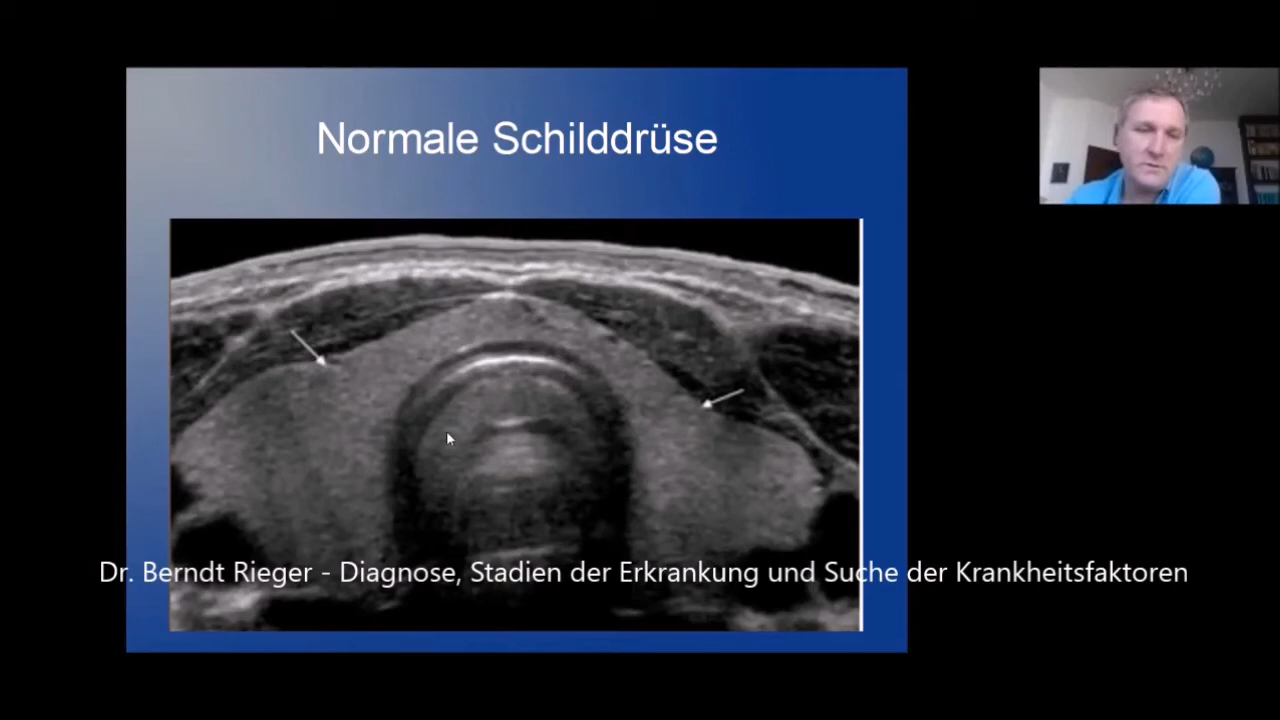 Normale Schilddrüse
Dr. Berndt Rieger - Diagnose, Stadien der Erkrankung und Suche der Krankheitsfaktoren